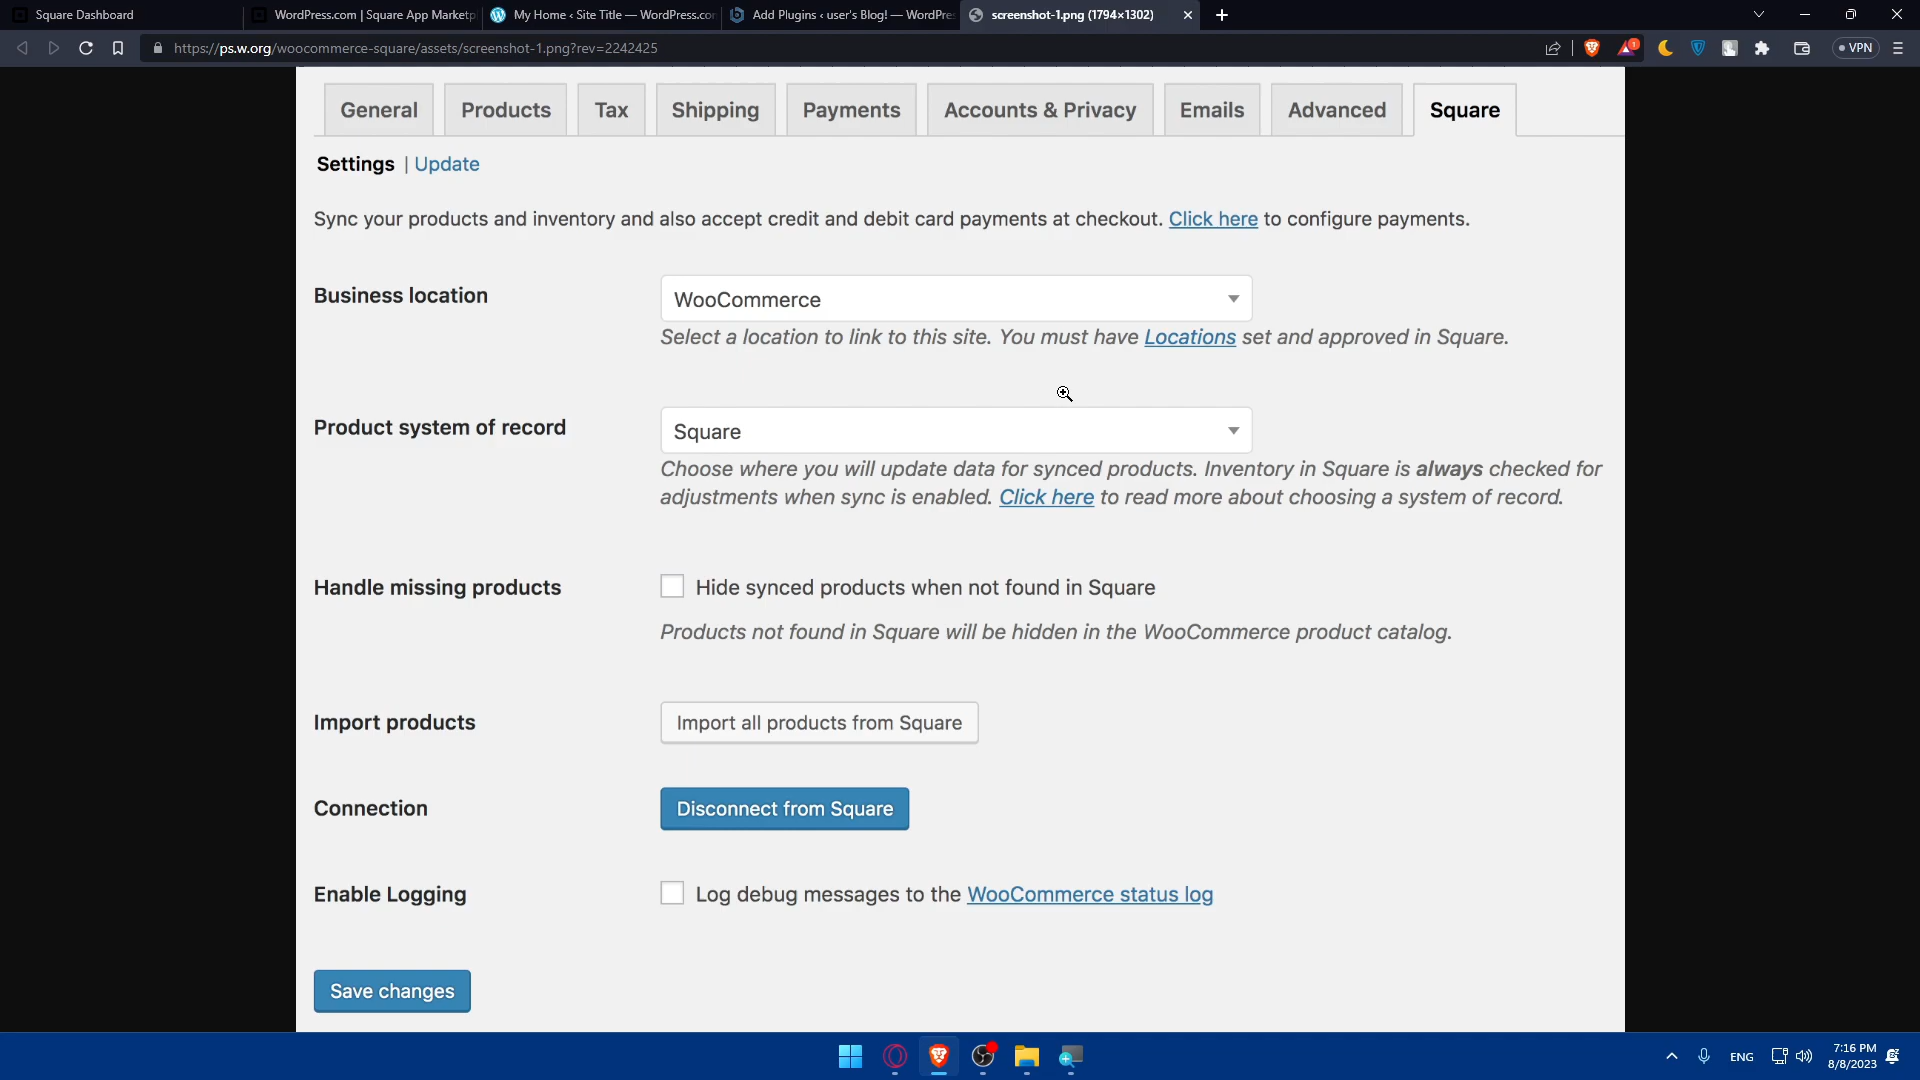 Square Dashboard
WordPress.com | Square App Marketp
My Home ‹ Site Title — WordPress.com
Add Plugins ‹ user's Blog! — WordPre
screenshot-1.png (1794×1302)
https://ps.w.org/woocommerce-square/assets/screenshot-1.png?rev=2242425
1
VPN
General
Products
Tax
Shipping
Payments
Accounts & Privacy
Emails
Advanced
Square
Settings | Update
Sync your products and inventory and also accept credit and debit card payments at checkout. Click here to configure payments.
Business location
WooCommerce
Select a location to link to this site. You must have Locations set and approved in Square.
Product system of record
Square
Choose where you will update data for synced products. Inventory in Square is always checked for
adjustments when sync is enabled. Click here to read more about choosing a system of record.
Handle missing products
Hide synced products when not found in Square
Products not found in Square will be hidden in the WooCommerce product catalog.
Import products
Import all products from Square
Connection
Disconnect from Square
Enable Logging
Log debug messages to the WooCommerce status log
Save changes
ENG
7:16 PM
8/8/2023